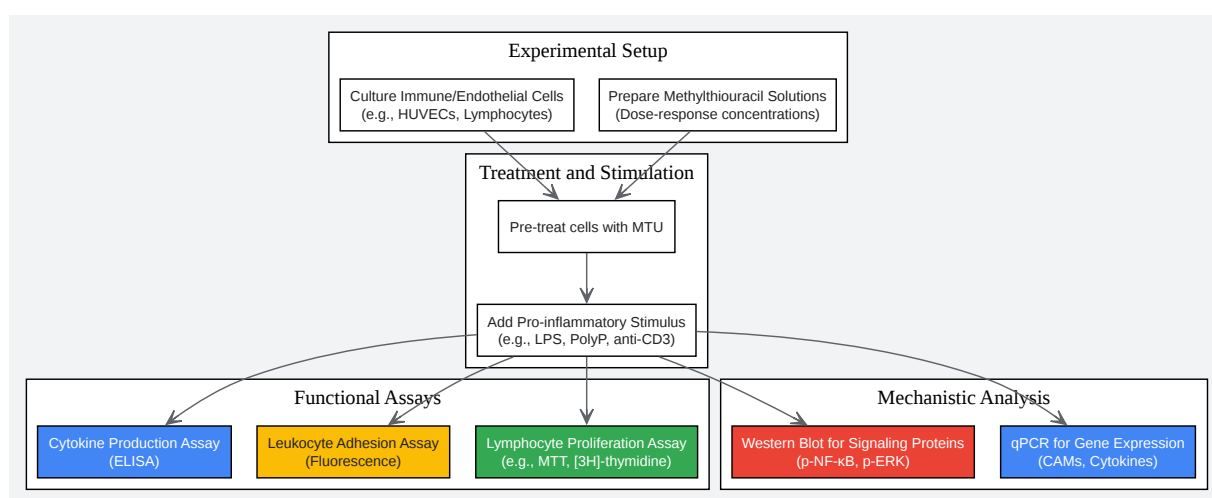 Experimental Setup
Culture Immune/Endothelial Cells
(e.g., HUVECs, Lymphocytes)
Prepare Methylthiouracil Solutions
(Dose-response concentrations)
Treatment and Stimulation
Pre-treat cells with MTU
Add Pro-inflammatory Stimulus
(e.g., LPS, PolyP, anti-CD3)
Functional Assays
Cytokine Production Assay
(ELISA)
Leukocyte Adhesion Assay
(Fluorescence)
Lymphocyte Proliferation Assay
(e.g., MTT, [3H]-thymidine)
Mechanistic Analysis
Western Blot for Signaling Proteins
(p-NF-κB, p-ERK)
qPCR for Gene Expression
(CAMs, Cytokines)